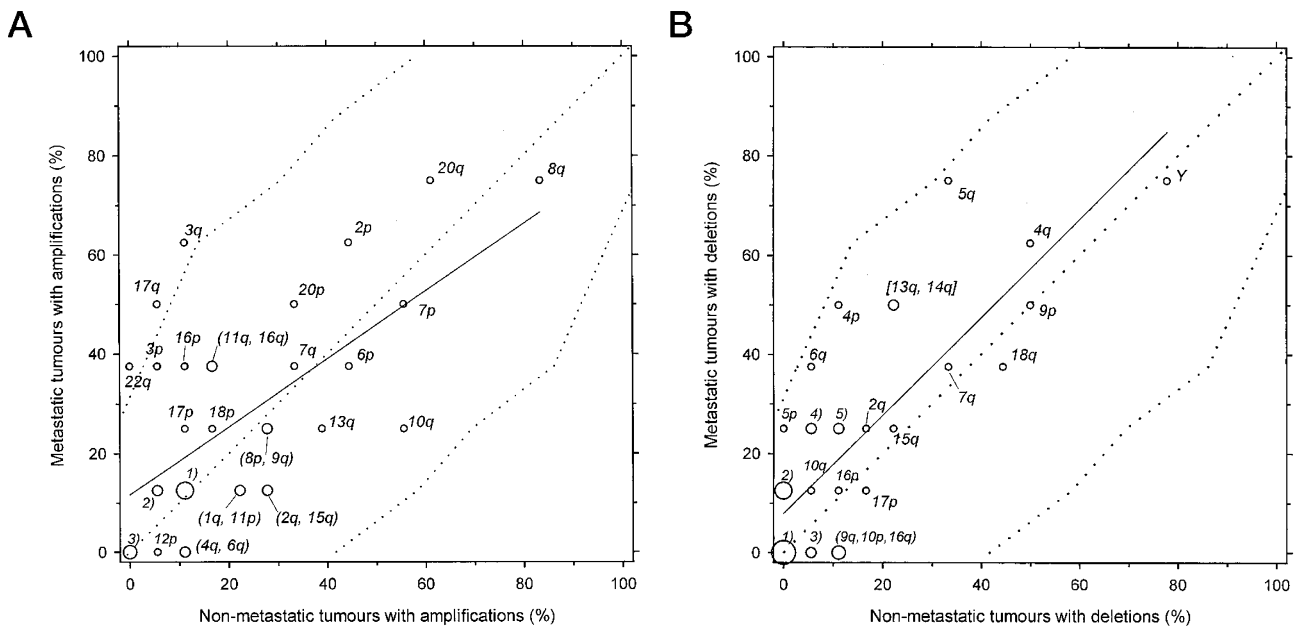 A
Metastatic tumours with amplifications (%)
100
80
60
40
20
0
20q
8q
3q
2p
17q
20p
7p
3p
16p
(11q, 16q)
7q
6p
22q
17p
18p
13q
10q
(8p, 9q)
1)
2)
(1q, 11p)
(2q, 15q)
3)
12p
(4q, 6q)
0
20
40
60
80
100
Non-metastatic tumours with amplifications (%)
B
Metastatic tumours with deletions (%)
100
80
60
40
20
0
5q
Y
4q
[13q, 14q]
4p
9p
6q
18q
7q
5p
4)
5)
2q
15q
2)
10q
16p
17p
1)
3)
(9q, 10p, 16q)
0
20
40
60
80
100
Non-metastatic tumours with deletions (%)